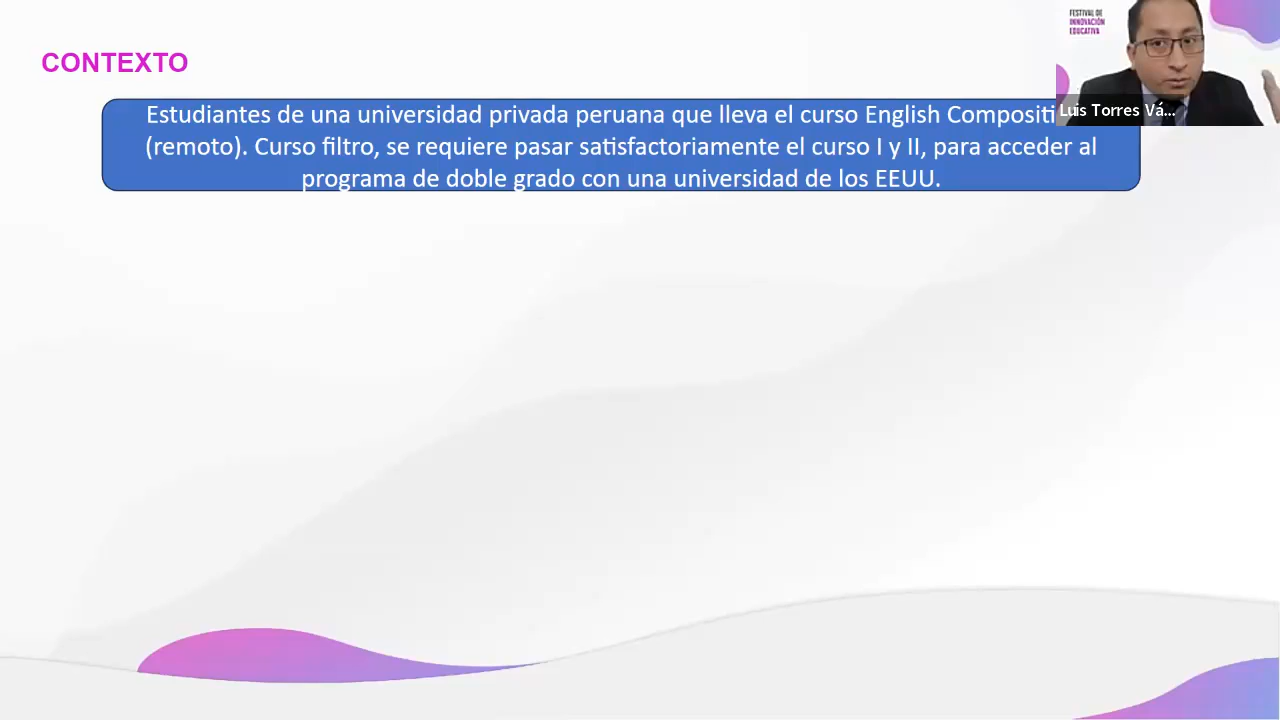 CONTEXTO
FESTIVAL DE
INNOVACIÓN
EDUCATIVA
Estudiantes de una universidad privada peruana que lleva el curso English Compositi
(remoto). Curso filtro, se requiere pasar satisfactoriamente el curso I y II, para acceder al
programa de doble grado con una universidad de los EEUU.
Luis Torres Vá...